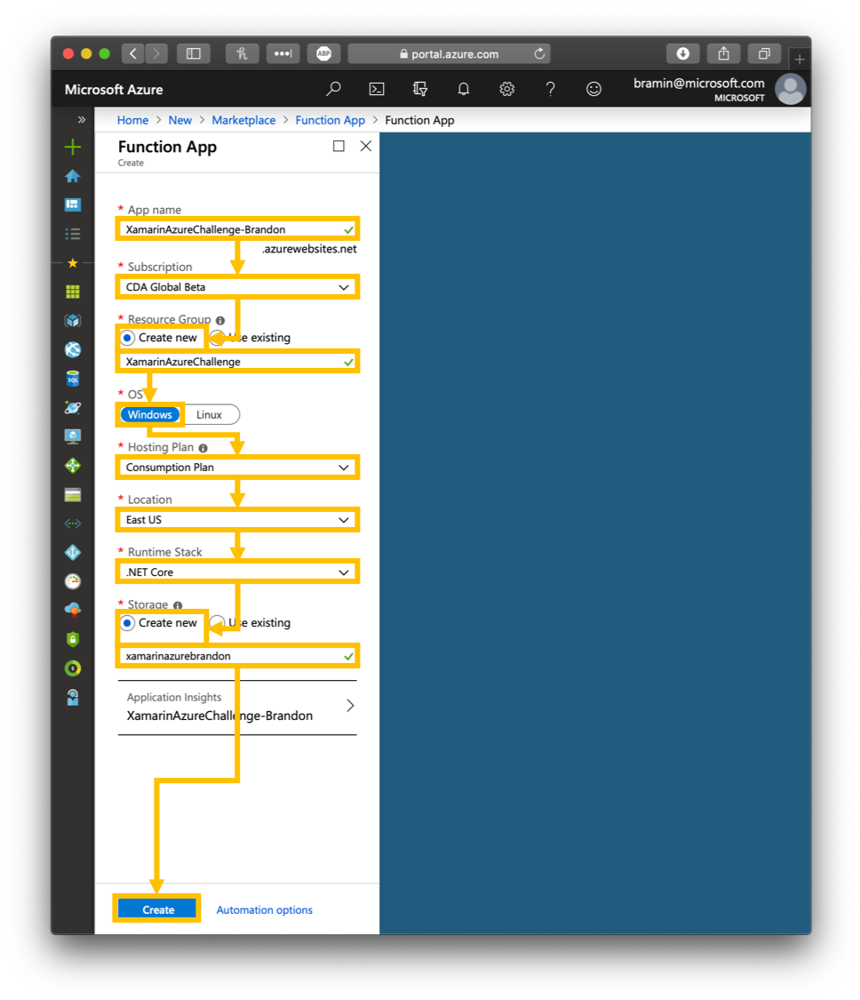 ABP
portal.azure.com
Microsoft Azure
bramin@microsoft.com
MICROSOFT
Home > New > Marketplace > Function App > Function App
Function App
Create
* App name
XamarinAzureChallenge-Brandon
.azurewebsites.net
* Subscription
CDA Global Beta
* Resource Group
Create new Use existing
XamarinAzureChallenge
* OS
Windows Linux
* Hosting Plan
Consumption Plan
* Location
East US
* Runtime Stack
.NET Core
* Storage
Create new Use existing
xamarinazurebrandon
Application Insights
XamarinAzureChallenge-Brandon
Create Automation options
SQL